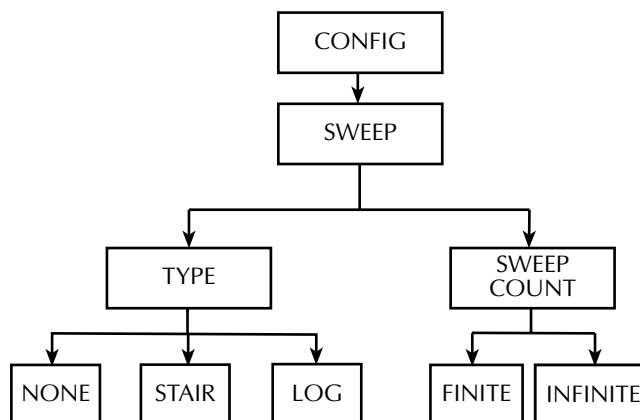 CONFIG
SWEEP
TYPE
SWEEP
COUNT
NONE
STAIR
LOG
FINITE
INFINITE